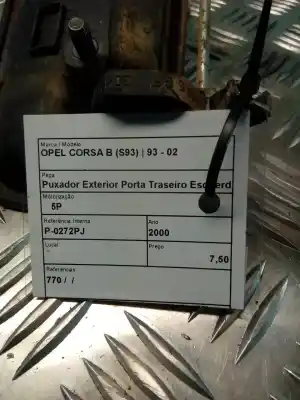 Marca / Modelo
OPEL CORSA B (S93) | 93 - 02
Peça
Puxador Exterior Porta Traseiro Esquerd
Motorização
5P
Referência Interna
P-0272PJ
Ano
2000
Local
-
Preço
7,50
Referências
770 / /